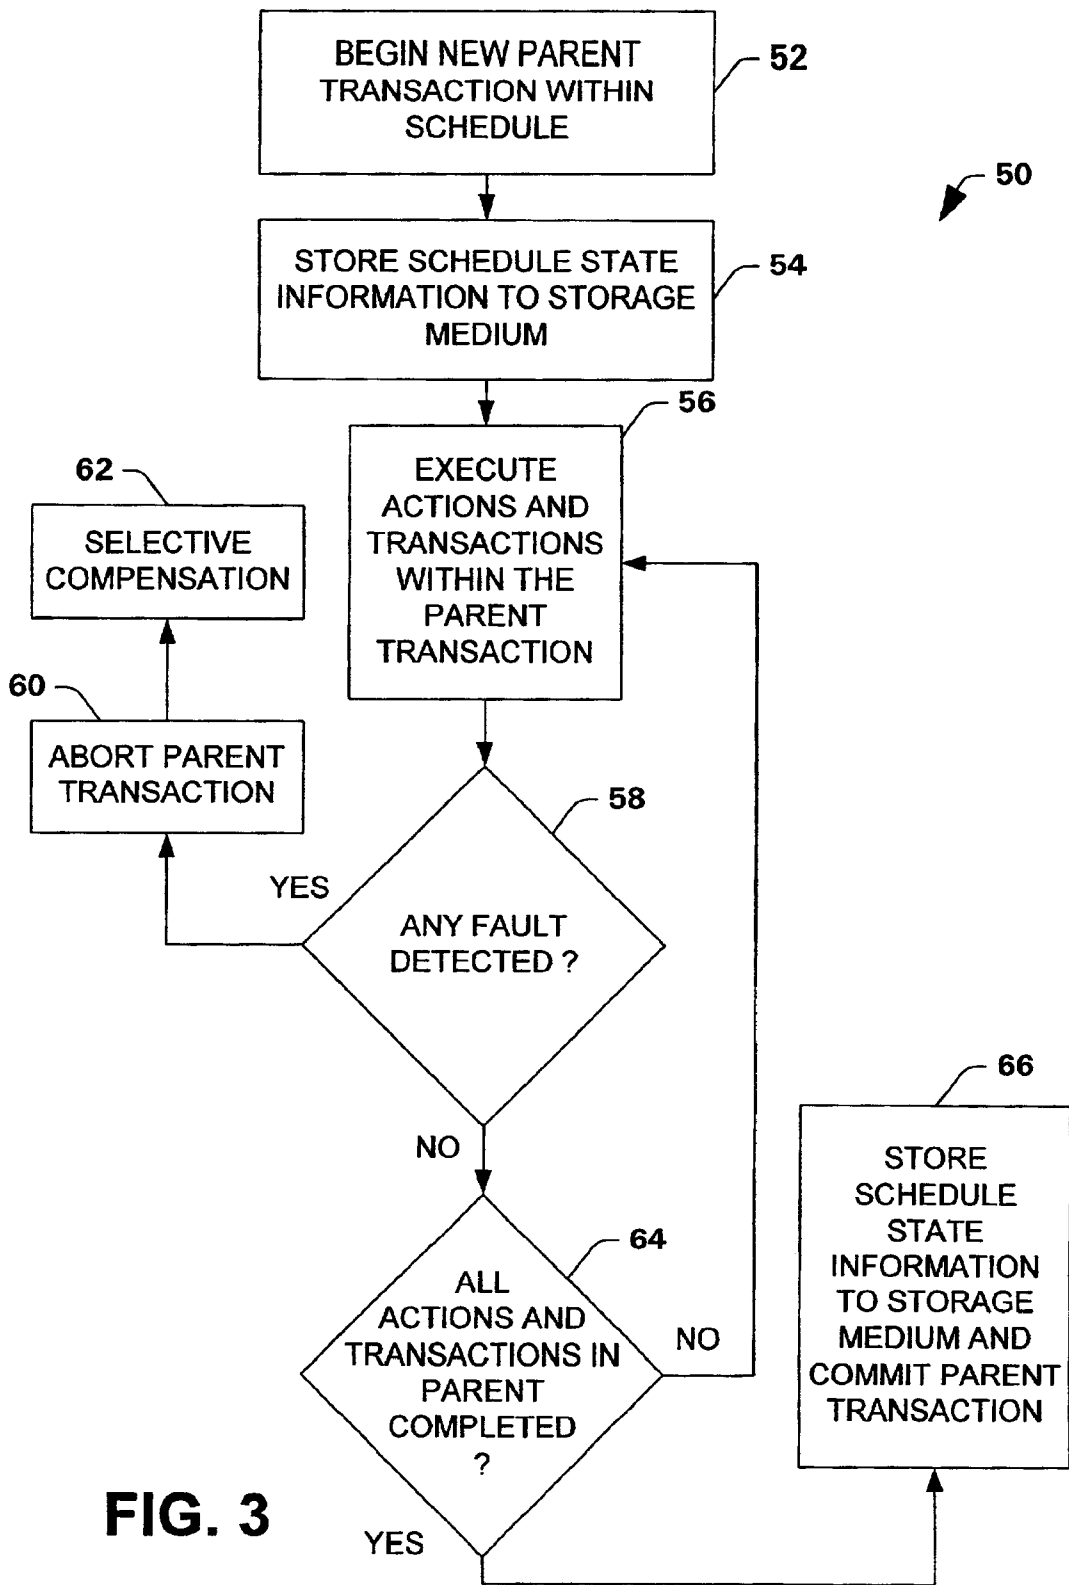 BEGIN NEW PARENT
TRANSACTION WITHIN
SCHEDULE
52
50
STORE SCHEDULE STATE
INFORMATION TO STORAGE
MEDIUM
54
56
EXECUTE
ACTIONS AND
TRANSACTIONS
WITHIN THE
PARENT
TRANSACTION
62
SELECTIVE
COMPENSATION
60
ABORT PARENT
TRANSACTION
58
YES
ANY FAULT
DETECTED ?
NO
64
ALL
ACTIONS AND
TRANSACTIONS IN
PARENT
COMPLETED
?
NO
YES
66
STORE
SCHEDULE
STATE
INFORMATION
TO STORAGE
MEDIUM AND
COMMIT PARENT
TRANSACTION
FIG. 3